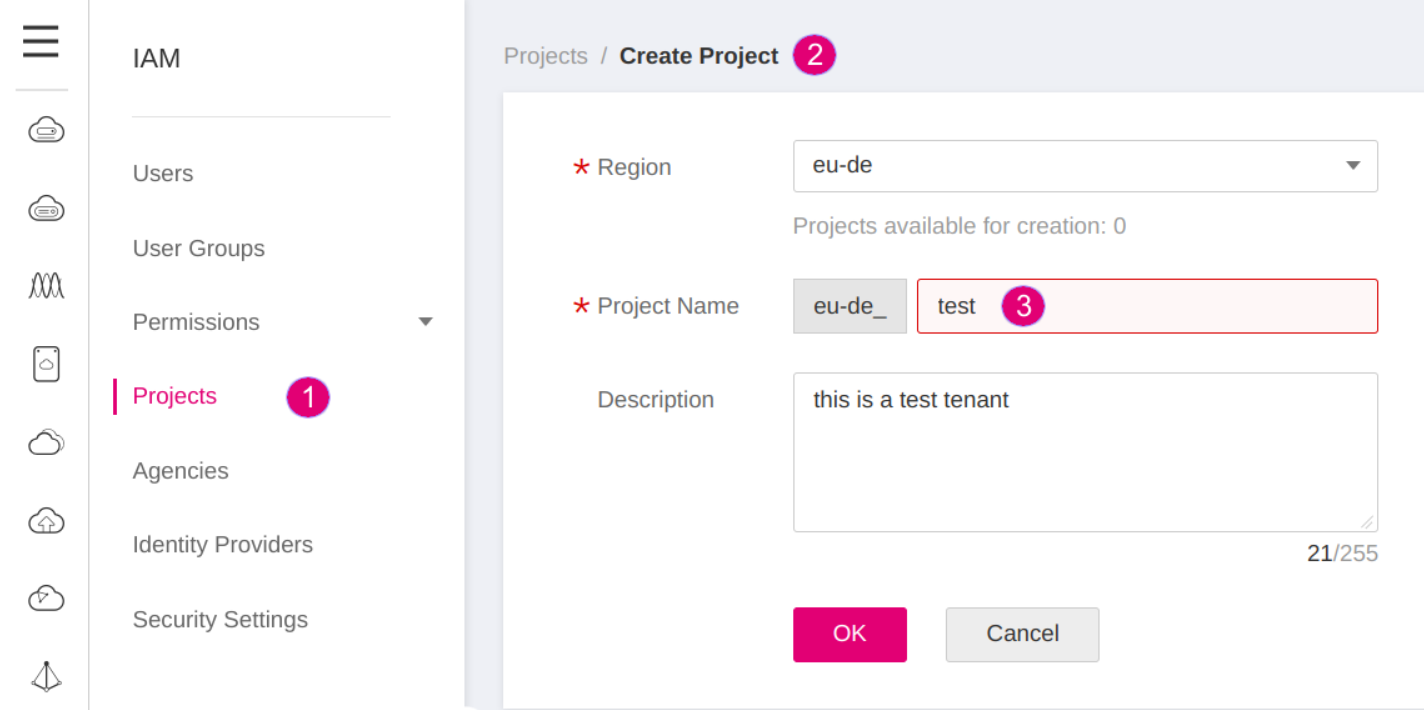 IAM
Users
User Groups
Permissions
Projects 1
Agencies
Identity Providers
Security Settings
Projects / Create Project 2
* Region eu-de
Projects available for creation: 0
* Project Name eu-de_ test 3
Description this is a test tenant
21/255
OK Cancel